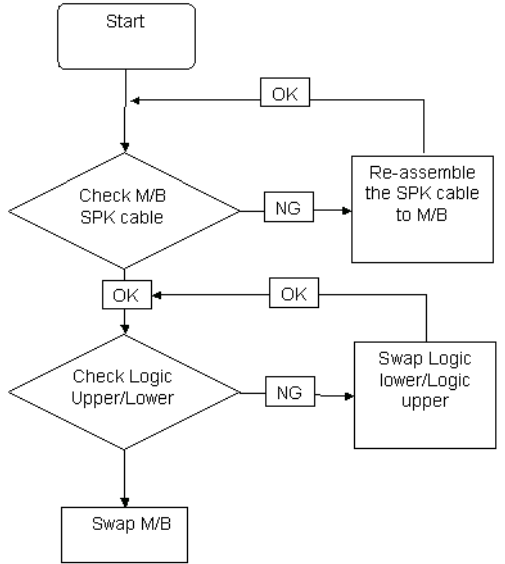 Start
OK
Check M/B
SPK cable
NG
Re-assemble
the SPK cable
to M/B
OK
OK
Check Logic
Upper/Lower
NG
Swap Logic
lower/Logic
upper
Swap M/B